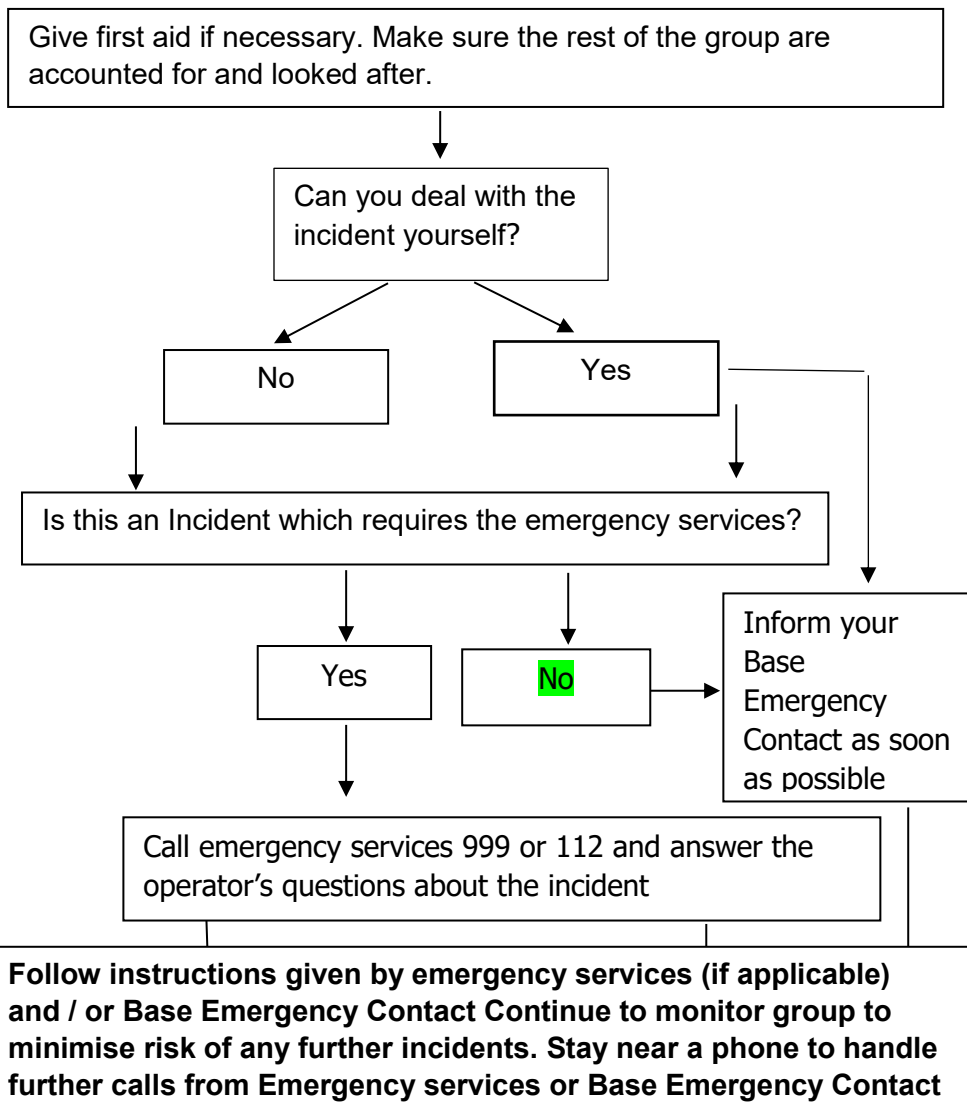 Give first aid if necessary. Make sure the rest of the group are
accounted for and looked after.
Can you deal with the
incident yourself?
No
Yes
Is this an Incident which requires the emergency services?
Yes
No
Inform your
Base
Emergency
Contact as soon
as possible
Call emergency services 999 or 112 and answer the
operator’s questions about the incident
Follow instructions given by emergency services (if applicable)
and / or Base Emergency Contact Continue to monitor group to
minimise risk of any further incidents. Stay near a phone to handle
further calls from Emergency services or Base Emergency Contact